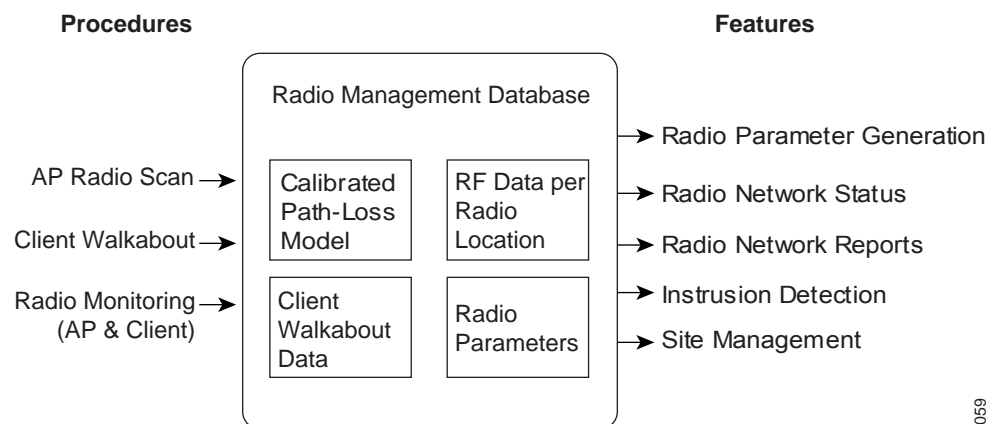 Procedures
Features
Radio Management Database
AP Radio Scan
Client Walkabout
Radio Monitoring
(AP & Client)
Calibrated
Path-Loss
Model
RF Data per
Radio
Location
Client
Walkabout
Data
Radio
Parameters
Radio Parameter Generation
Radio Network Status
Radio Network Reports
Instrusion Detection
Site Management
059